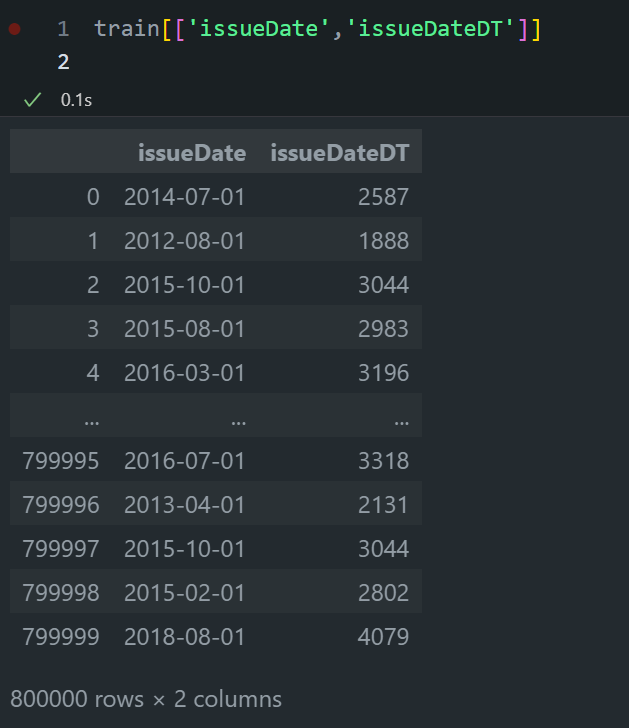 1 train[['issueDate','issueDateDT']]
2
✓ 0.1s
issueDate issueDateDT
0 2014-07-01 2587
1 2012-08-01 1888
2 2015-10-01 3044
3 2015-08-01 2983
4 2016-03-01 3196
... ... ...
799995 2016-07-01 3318
799996 2013-04-01 2131
799997 2015-10-01 3044
799998 2015-02-01 2802
799999 2018-08-01 4079
800000 rows × 2 columns